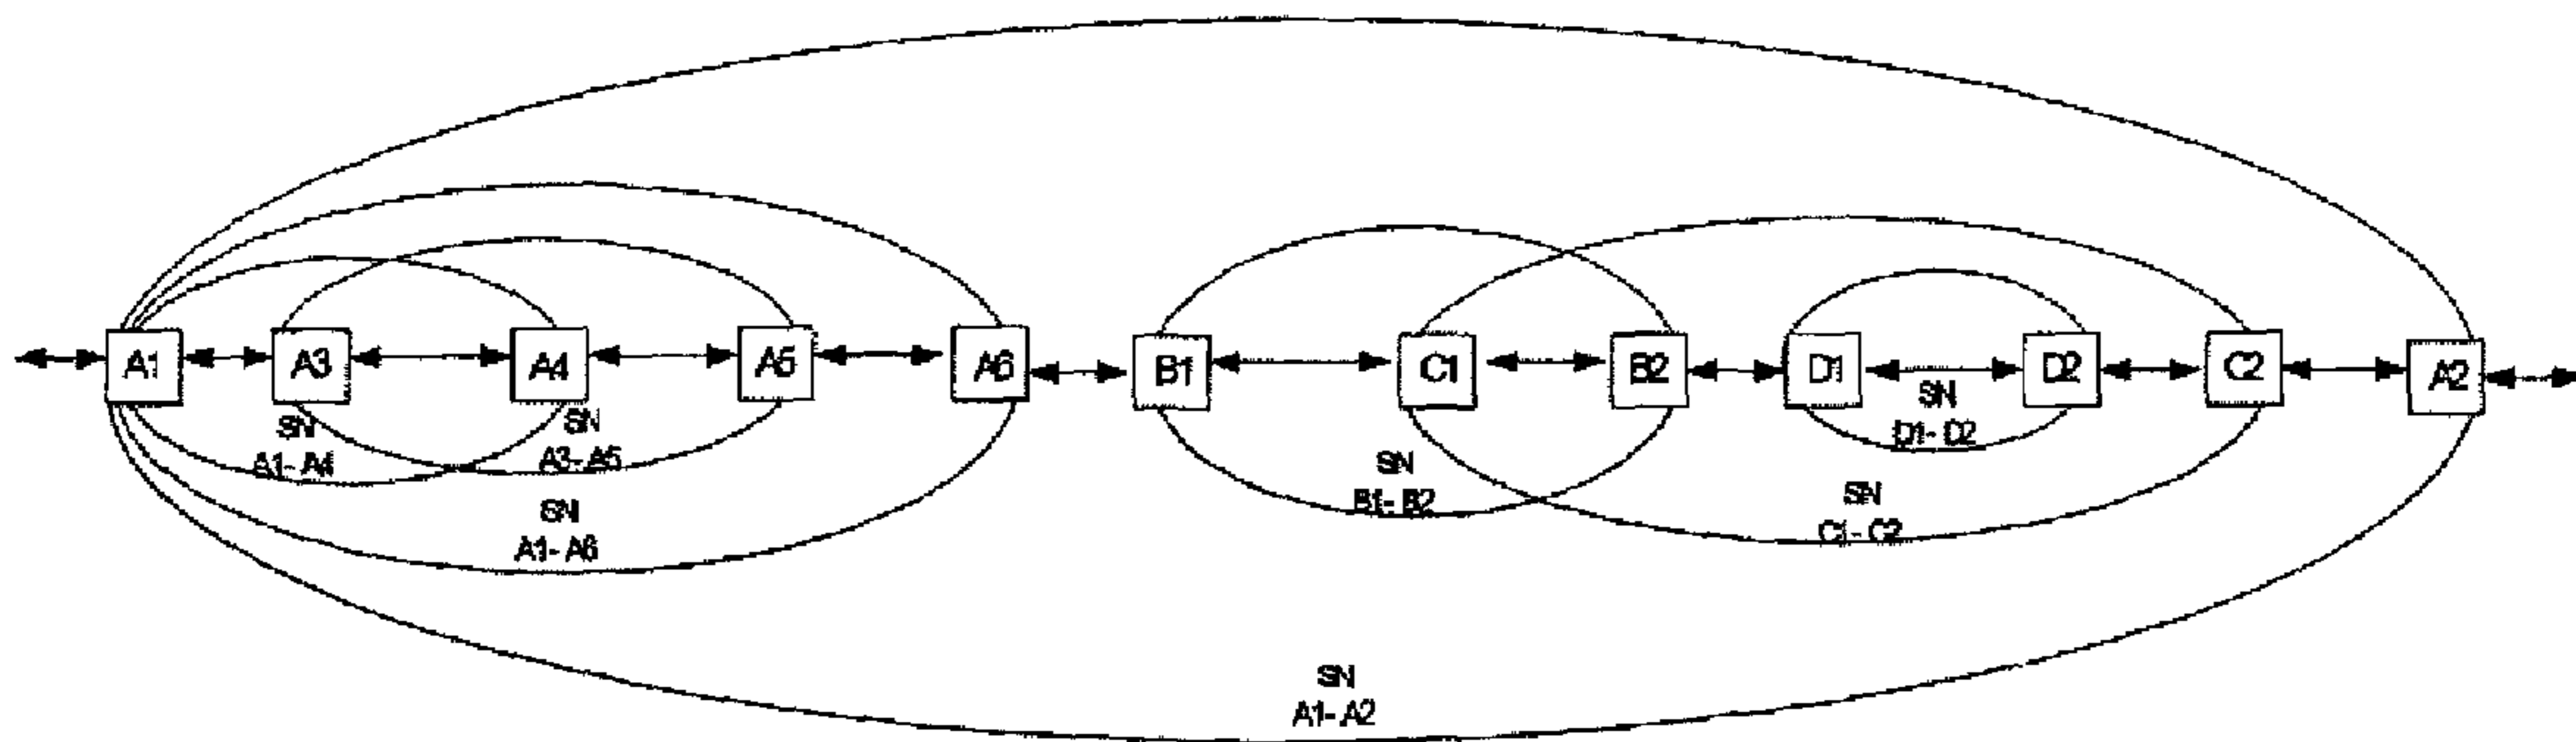 A1 A3 A4 A5 A6 B1 C1 B2 D1 D2 C2 A2
SN
A1-A4
SN
A3-A5
SN
A1-A6
SN
B1-B2
SN
D1-D2
SN
C1-C2
SN
A1-A2